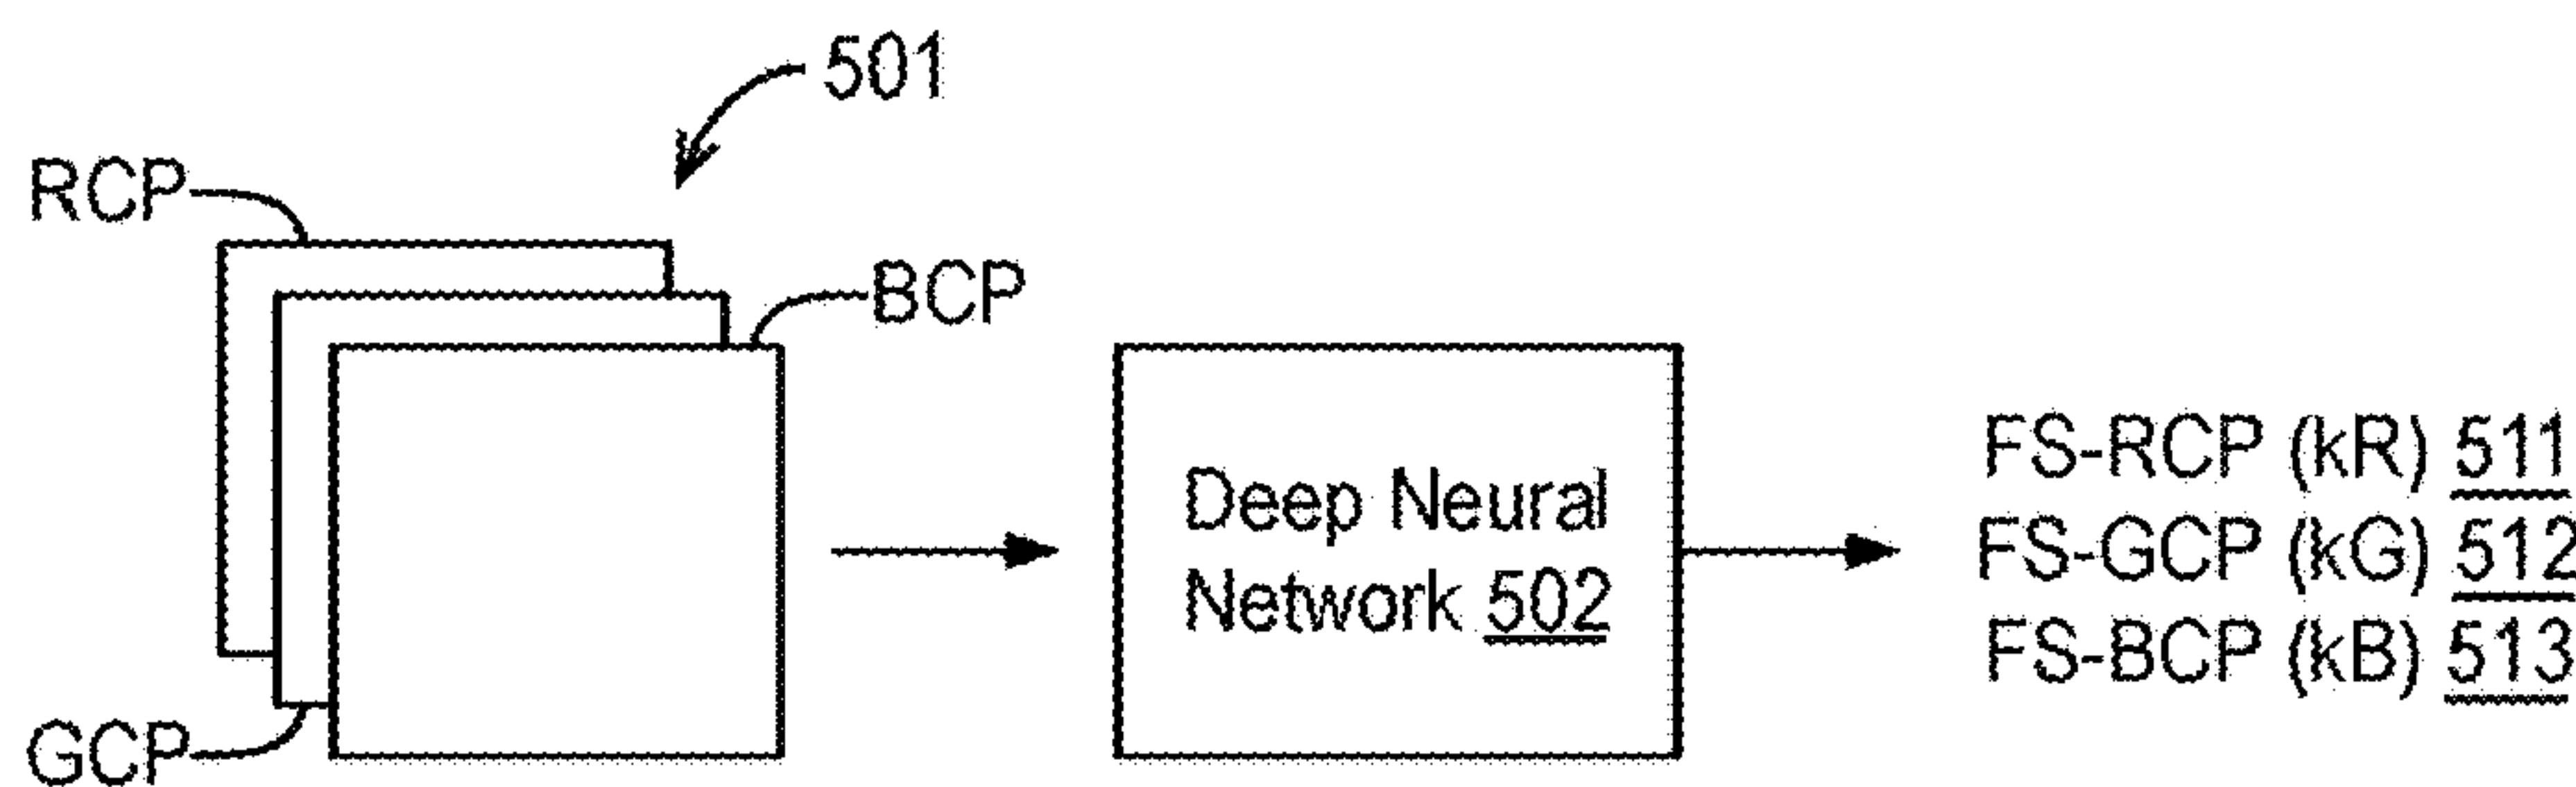 501
RCP
BCP
GCP
Deep Neural
Network 502
FS-RCP (kR) 511
FS-GCP (kG) 512
FS-BCP (kB) 513